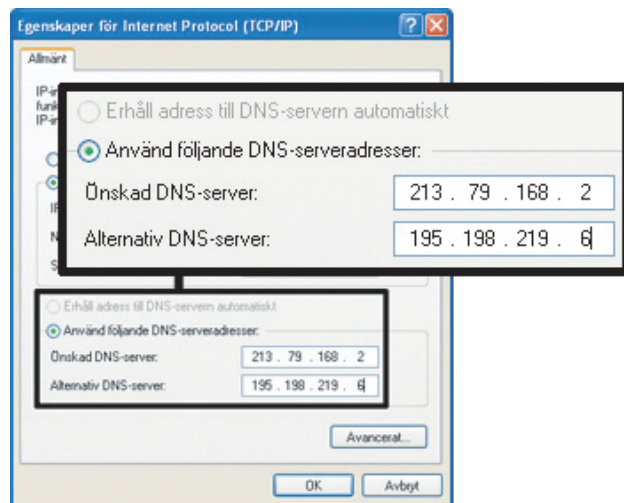 Egenskaper för Internet Protocol (TCP/IP)
Allmänt
Erhåll adress till DNS-servern automatiskt
Använd följande DNS-serveradresser:
Önskad DNS-server: 213 . 79 . 168 . 2
Alternativ DNS-server: 195 . 198 . 219 . 6
Erhåll adress till DNS-servern automatiskt
Använd följande DNS-serveradresser:
Önskad DNS-server: 213 . 79 . 168 . 2
Alternativ DNS-server: 195 . 198 . 219 . 6
Avancerat...
OK Avbryt